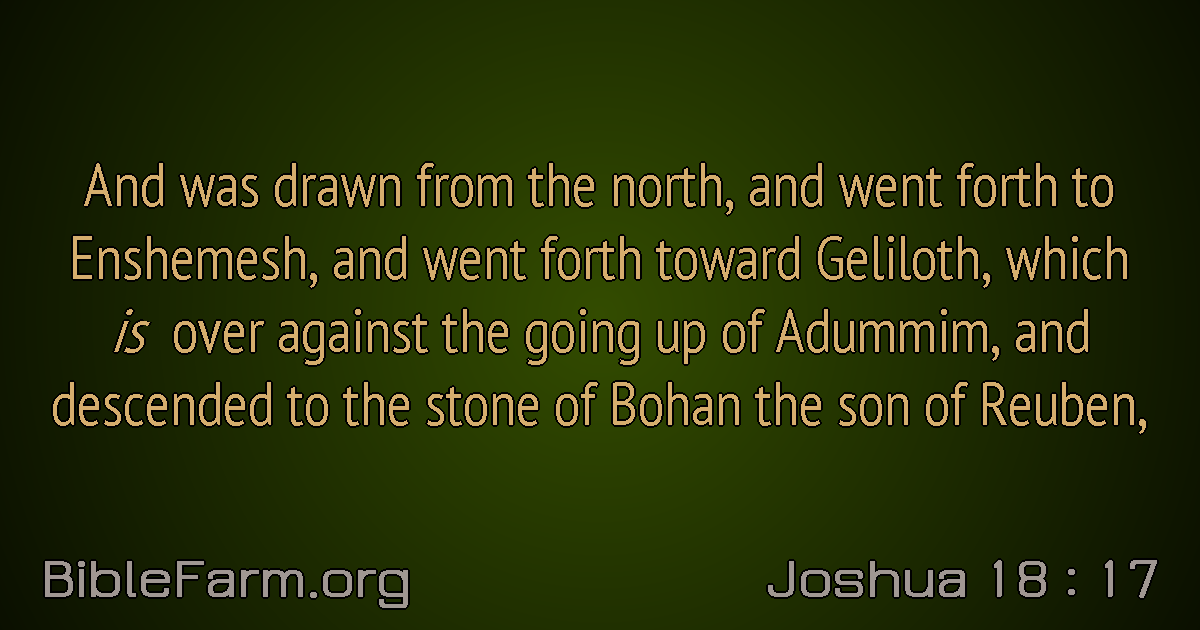 And was drawn from the north, and went forth to
Enshemesh, and went forth toward Geliloth, which
is over against the going up of Adummim, and
descended to the stone of Bohan the son of Reuben,
BibleFarm.org
Joshua 18 : 17